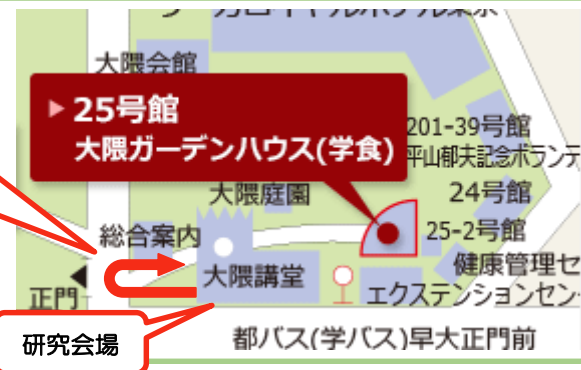 大隈会館
▶25号館
大隈ガーデンハウス(学食)
201-39号館
平山郁夫記念ボランテ
大隈庭園
24号館
総合案内
25-2号館
大隈講堂
健康管理セ
正門
エクステンションセン
研究会場
都バス(学バス)早大正門前